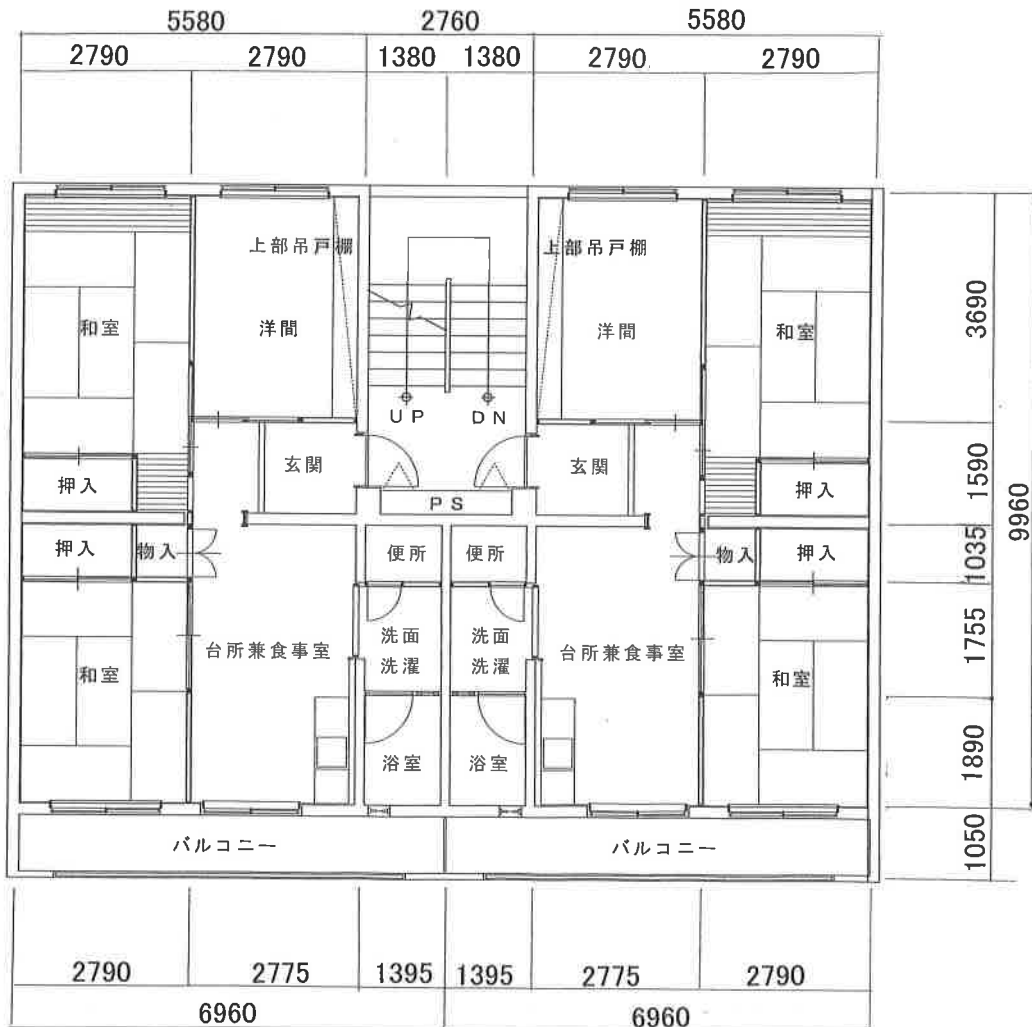 5580 2760 5580
2790 2790 1380 1380 2790 2790
上部吊戸棚 上部吊戸棚
和室 洋間 洋間 和室
3690
UP DN
玄関 玄関
押入 押入
1590
PS
9960
押入 物入 便所 便所 物入 押入
1035
洗面 洗面
洗濯 洗濯
1755
和室 台所兼食事室 台所兼食事室 和室
浴室 浴室
1890
バルコニー バルコニー
1050
2790 2775 1395 1395 2775 2790
6960 6960